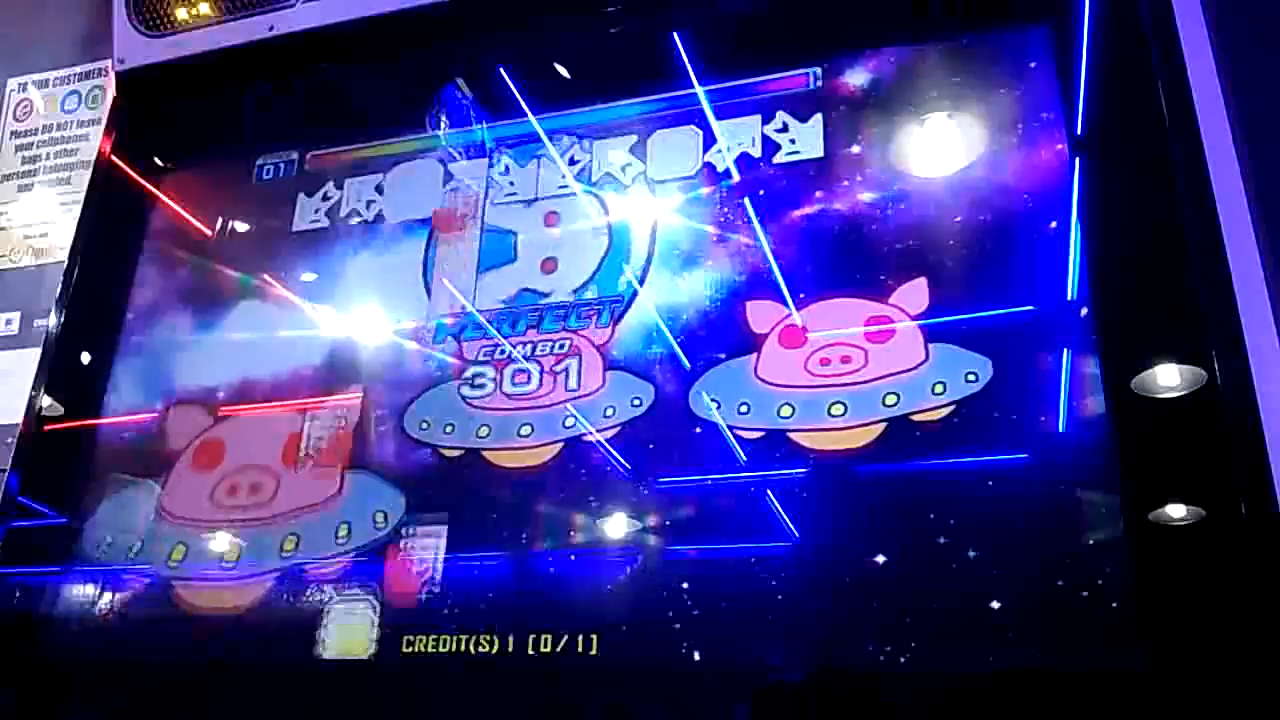 TO OUR CUSTOMERS
Please DO NOT leave
your cellphones,
bags & other
personal belonging
01
PERFECT
COMBO
301
CREDIT(S) 1 [0/1]